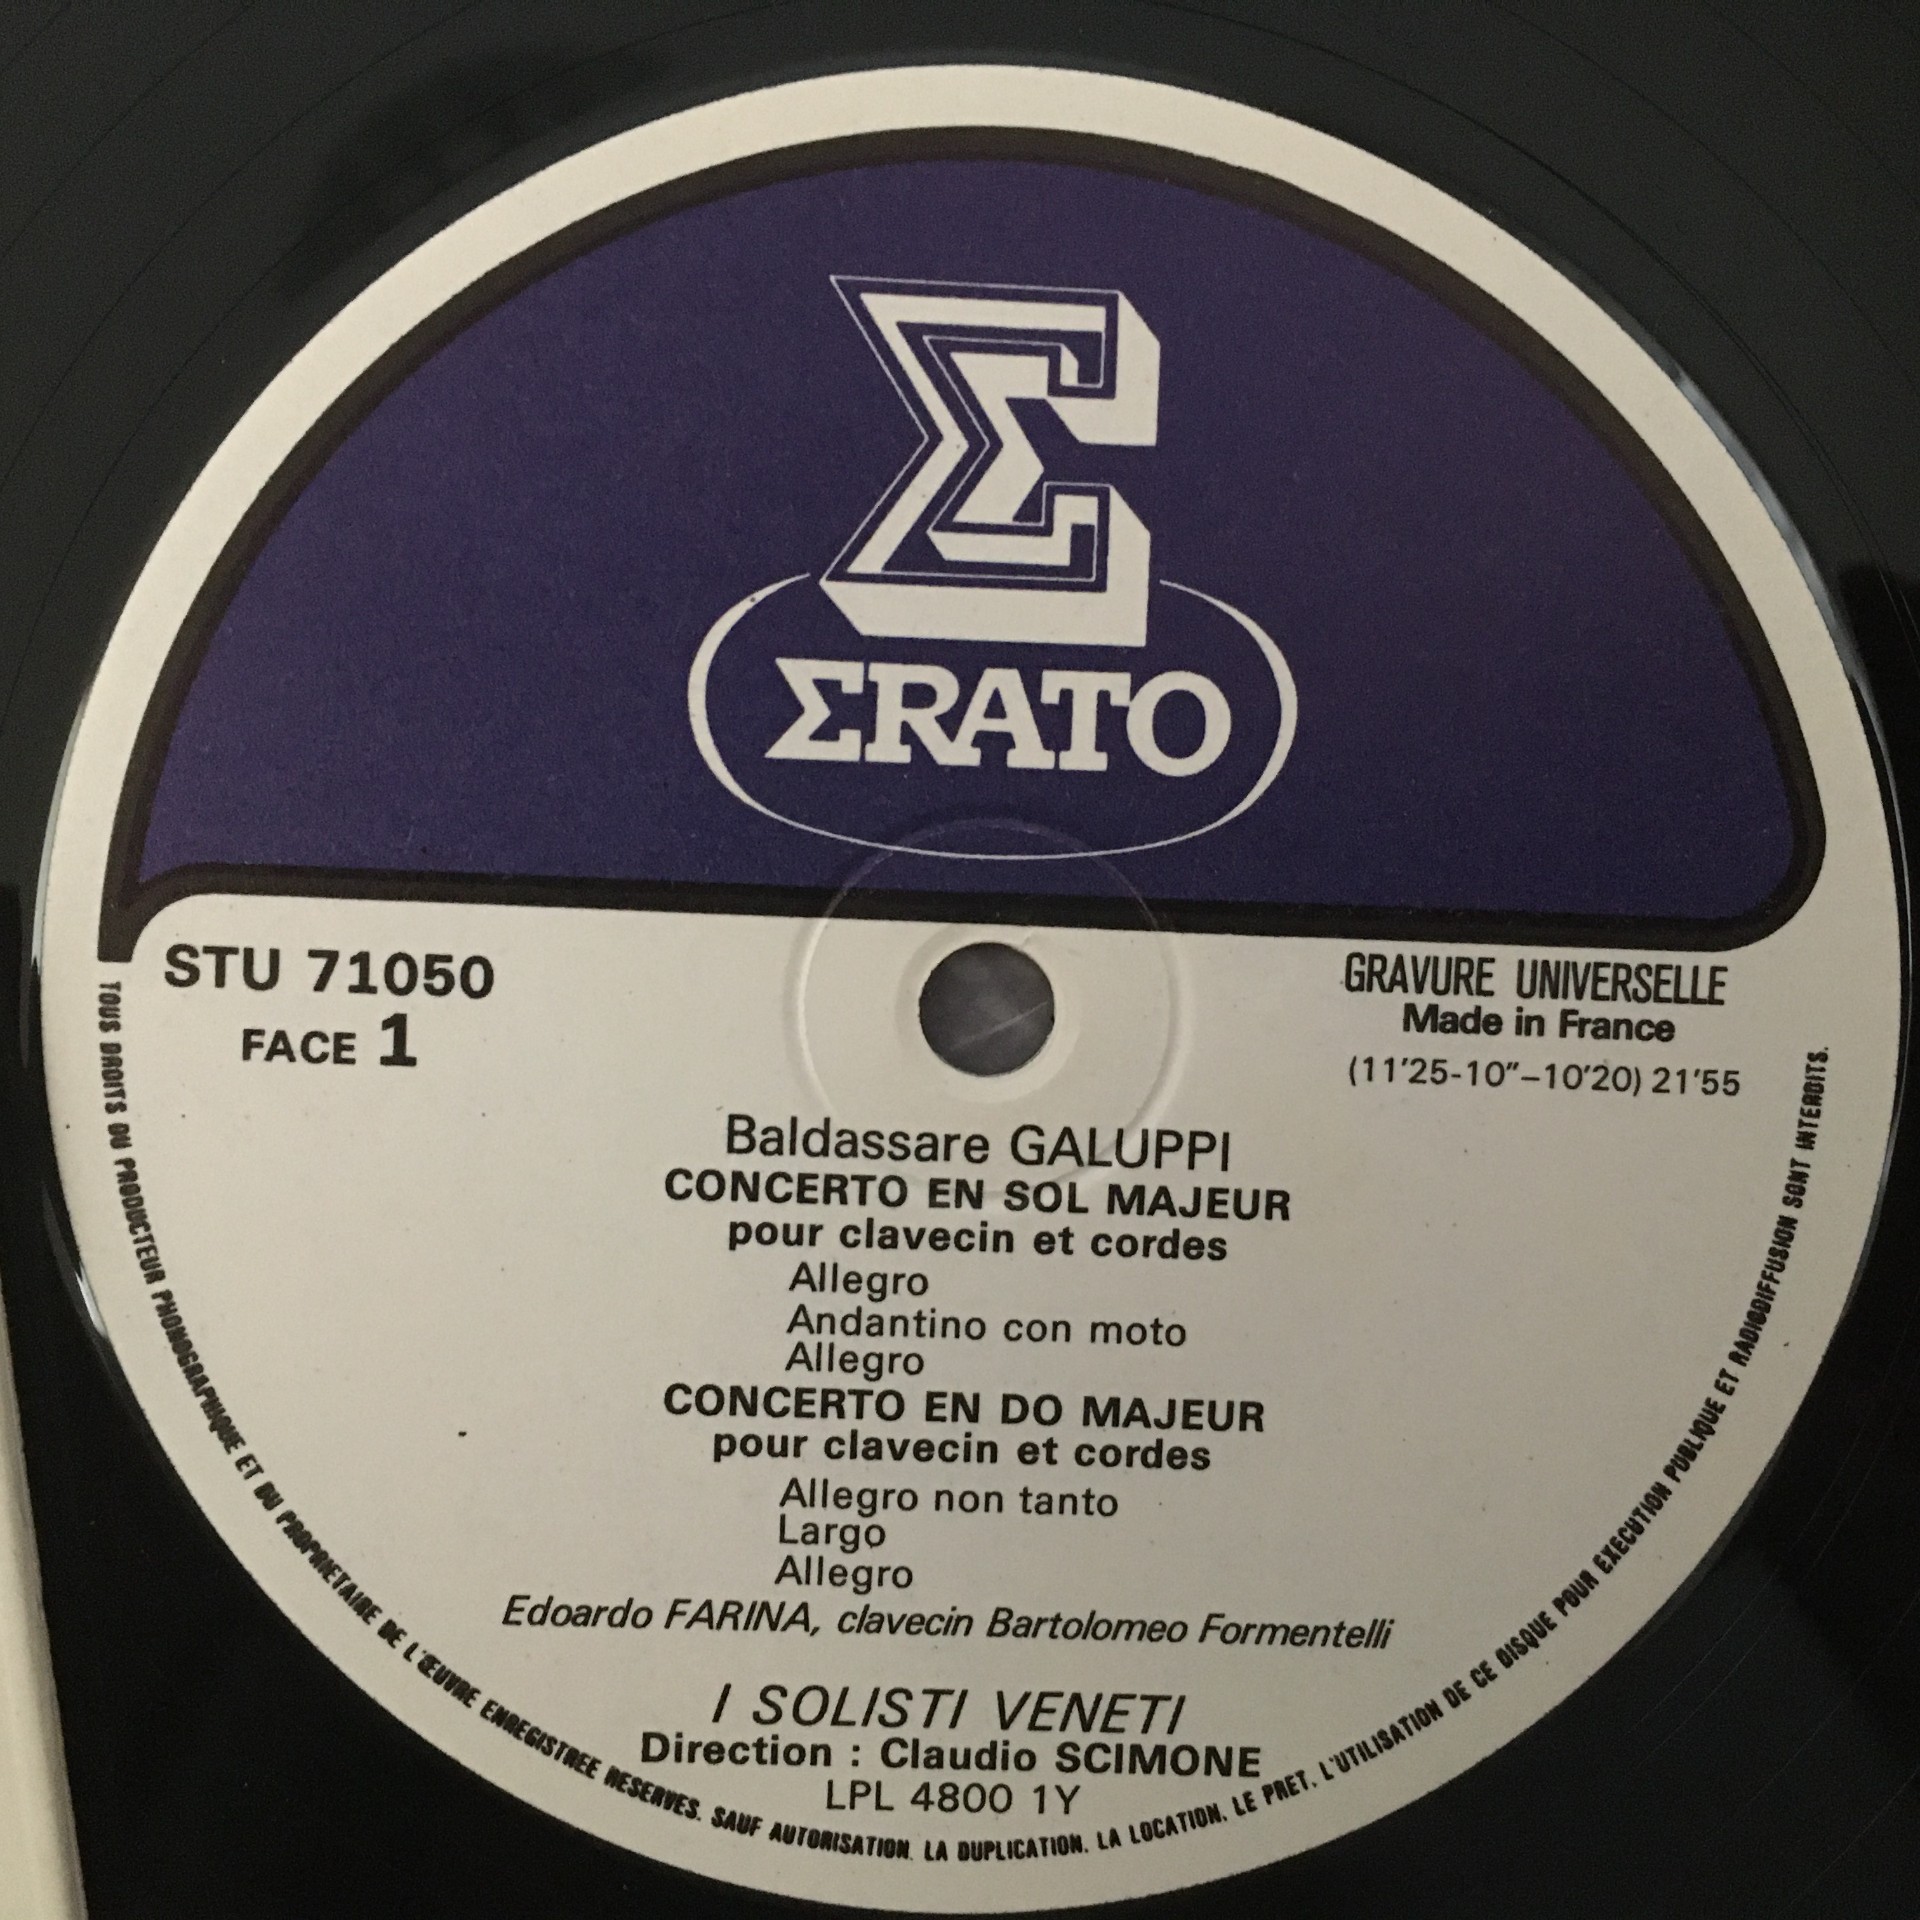 Σ
ΣRATO
STU 71050
FACE 1
GRAVURE UNIVERSELLE
Made in France
(11'25-10"–10'20) 21'55
Baldassare GALUPPI
CONCERTO EN SOL MAJEUR
pour clavecin et cordes
Allegro
Andantino con moto
Allegro
CONCERTO EN DO MAJEUR
pour clavecin et cordes
Allegro non tanto
Largo
Allegro
Edoardo FARINA, clavecin Bartolomeo Formentelli
I SOLISTI VENETI
Direction : Claudio SCIMONE
LPL 4800 1Y
TOUS DROITS DU PRODUCTEUR PHONOGRAPHIQUE ET DU PROPRIETAIRE DE L'ŒUVRE ENREGISTREE RESERVES. SAUF AUTORISATION. LA DUPLICATION. LA LOCATION. LE PRET. L'UTILISATION DE CE DISQUE POUR EXECUTION PUBLIQUE ET RADIODIFFUSION SONT INTERDITS.